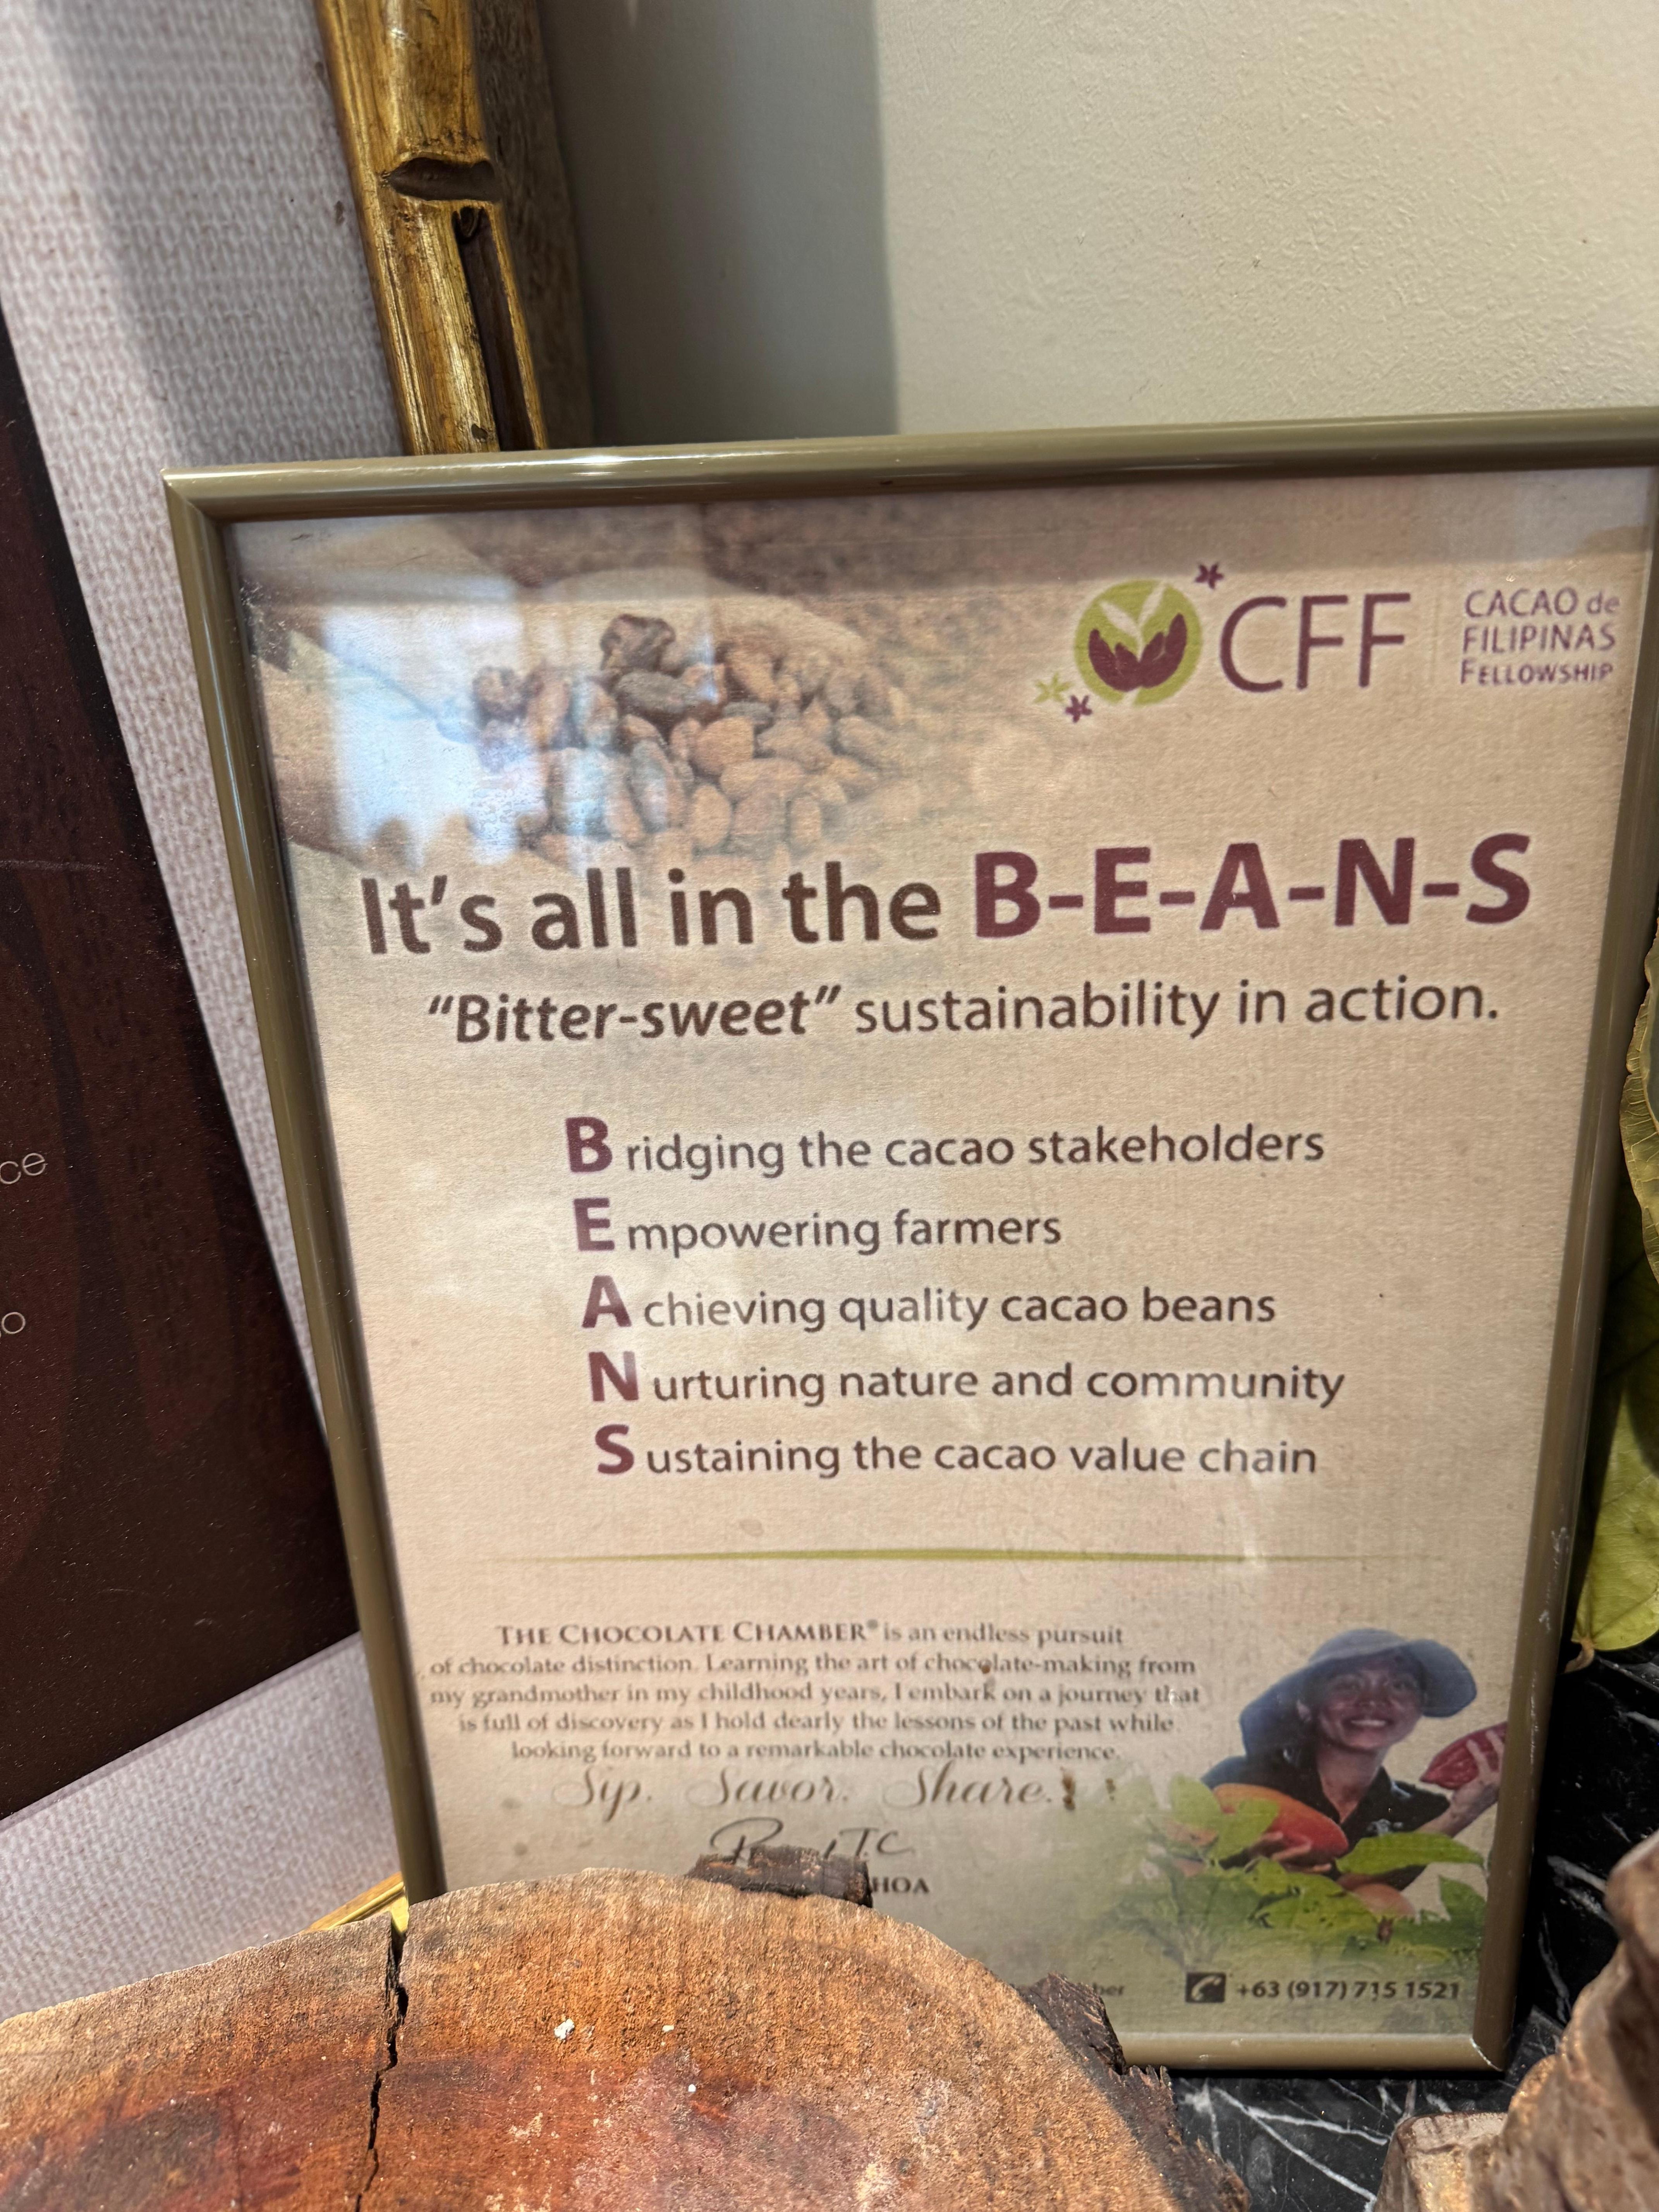 CFF
CACAO de
FILIPINAS
FELLOWSHIP
It's all in the B-E-A-N-S
"Bitter-sweet" sustainability in action.
Bridging the cacao stakeholders
Empowering farmers
Achieving quality cacao beans
Nurturing nature and community
Sustaining the cacao value chain
THE CHOCOLATE CHAMBER® is an endless pursuit
of chocolate distinction. Learning the art of chocolate-making from
my grandmother in my childhood years, I embark on a journey that
is full of discovery as I hold dearly the lessons of the past while
looking forward to a remarkable chocolate experience.
Sip. Savor. Share.
HOA
ber
+63 (917) 715 1521
ce
o